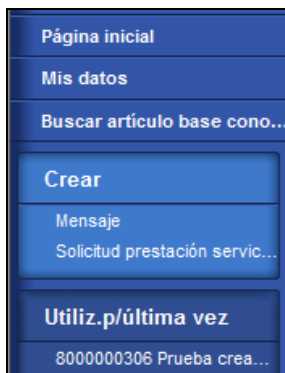 Página inicial
Mis datos
Buscar artículo base cono...
Crear
Mensaje
Solicitud prestación servic...
Utiliz.p/última vez
8000000306 Prueba crea...